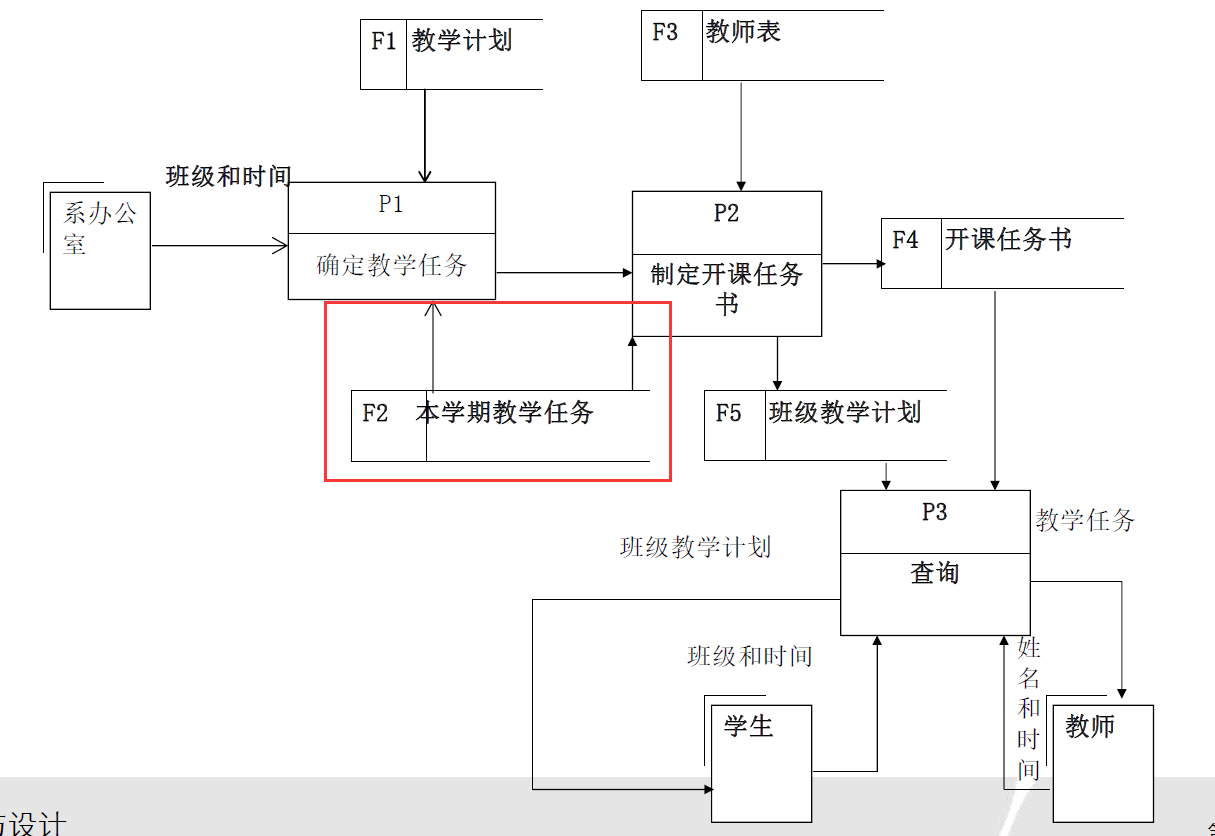 F1 教学计划
F3 教师表
班级和时间
系办公
室
P1
确定教学任务
P2
制定开课任务
书
F4 开课任务书
F2 本学期教学任务
F5 班级教学计划
P3
查询
教学任务
班级教学计划
班级和时间
姓
名
和
时
间
学生
教师
与设计